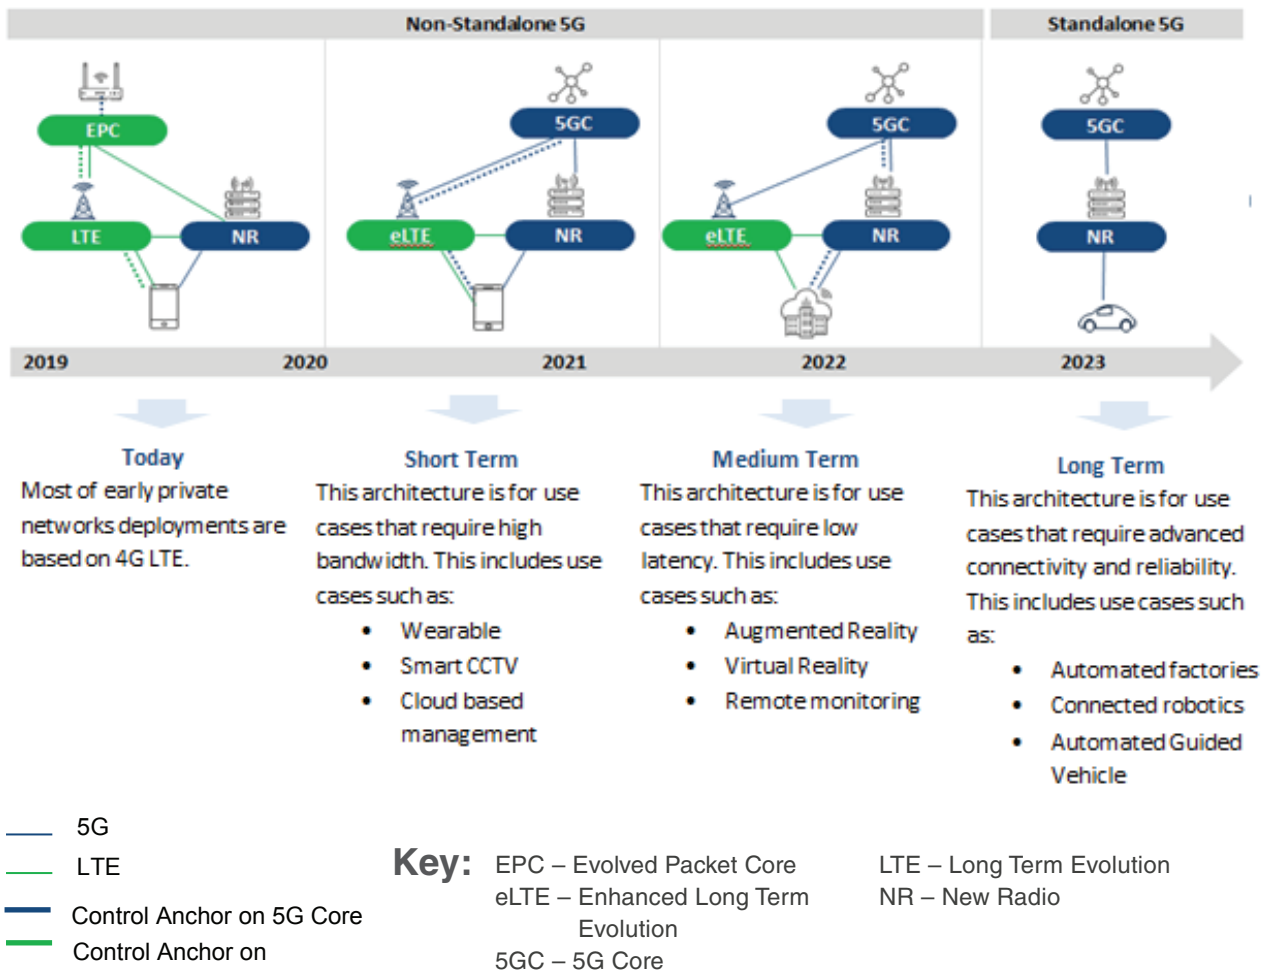 Non-Standalone 5G
Standalone 5G
EPC
LTE
NR
5GC
eLTE
NR
5GC
eLTE
NR
5GC
NR
2019
2020
2021
2022
2023
Today
Most of early private
networks deployments are
based on 4G LTE.
Short Term
This architecture is for use
cases that require high
bandwidth. This includes use
cases such as:
• Wearable
• Smart CCTV
• Cloud based
management
Medium Term
This architecture is for use
cases that require low
latency. This includes use
cases such as:
• Augmented Reality
• Virtual Reality
• Remote monitoring
Long Term
This architecture is for use
cases that require advanced
connectivity and reliability.
This includes use cases such
as:
• Automated factories
• Connected robotics
• Automated Guided
Vehicle
5G
LTE
Control Anchor on 5G Core
Control Anchor on
Key:
EPC – Evolved Packet Core
eLTE – Enhanced Long Term
Evolution
5GC – 5G Core
LTE – Long Term Evolution
NR – New Radio